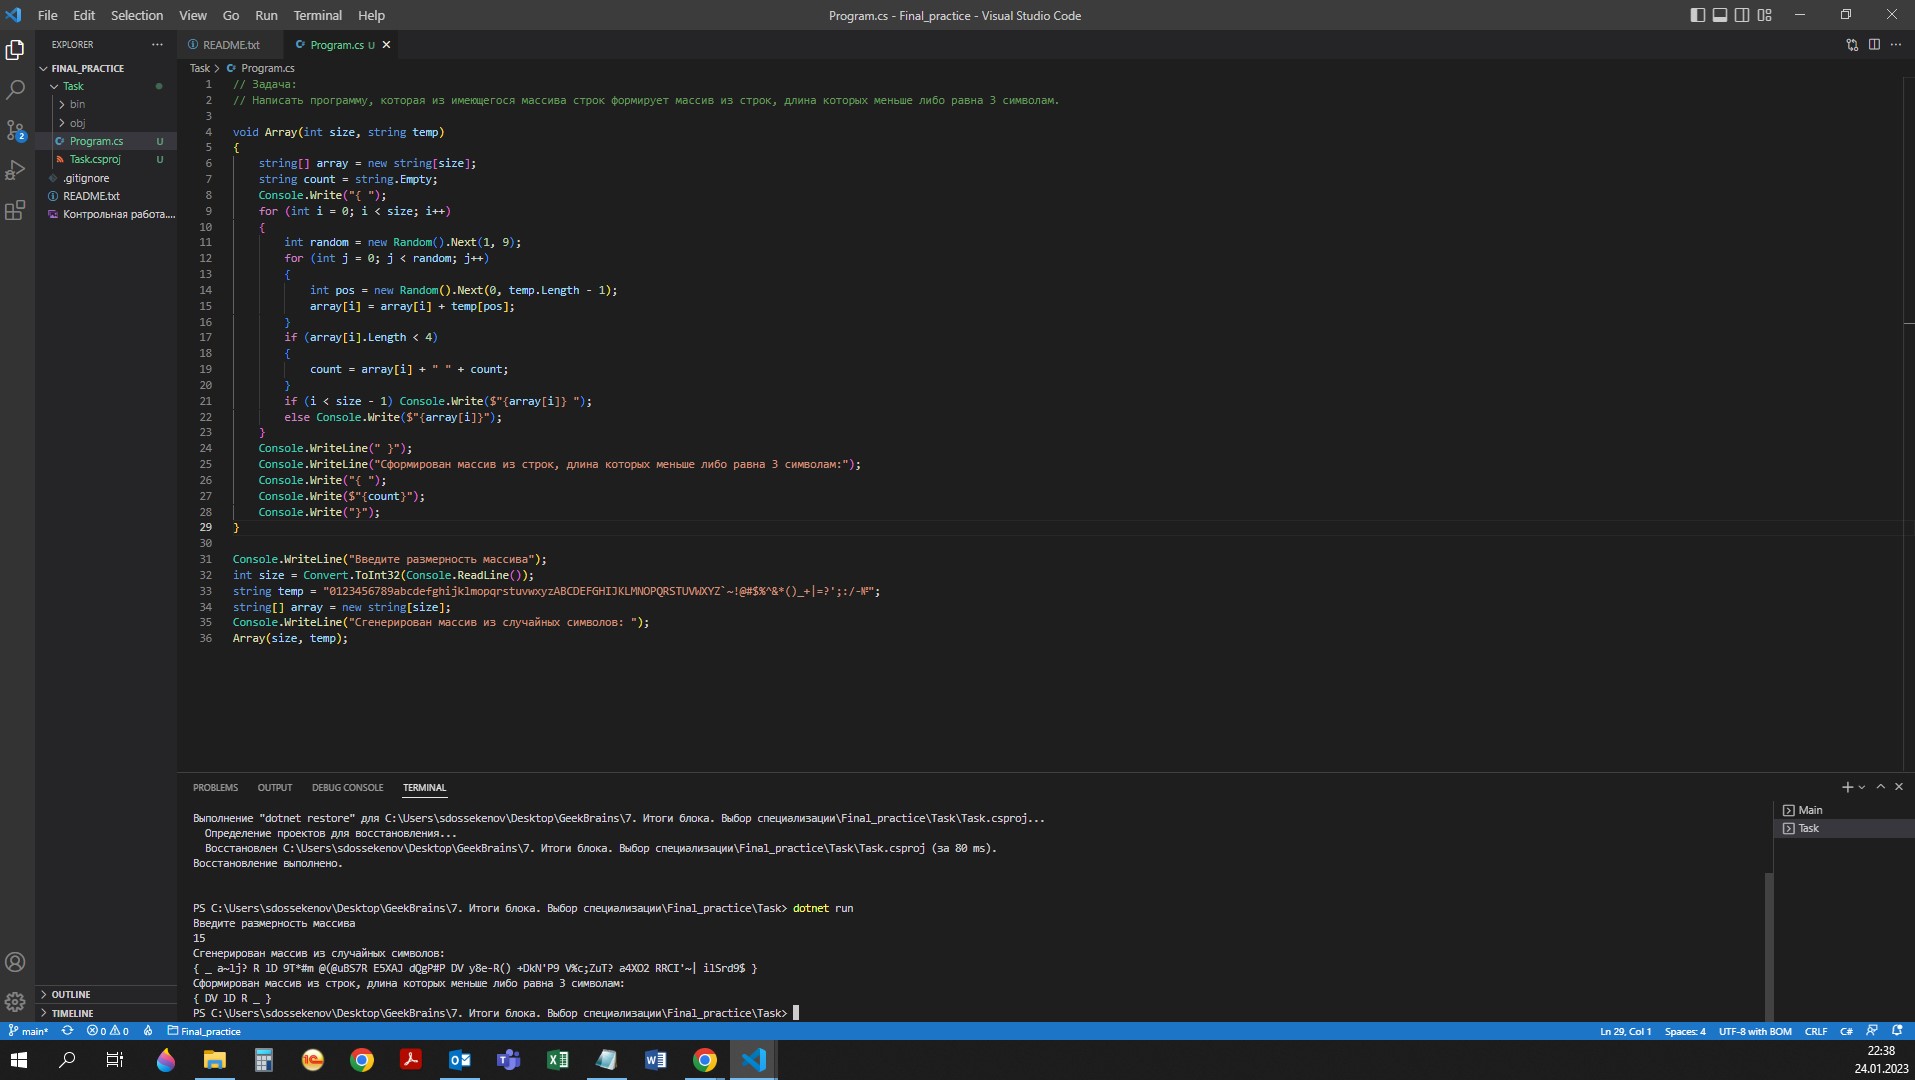 File Edit Selection View Go Run Terminal Help
Program.cs - Final_practice - Visual Studio Code
EXPLORER
README.txt
Program.cs U
FINAL_PRACTICE
Task > Program.cs
Task
bin
obj
Program.cs U
Task.csproj U
.gitignore
README.txt
Контрольная работа....
1 // Задача:
2 // Написать программу, которая из имеющегося массива строк формирует массив из строк, длина которых меньше либо равна 3 символам.
3
4 void Array(int size, string temp)
5 {
6 string[] array = new string[size];
7 string count = string.Empty;
8 Console.Write("{ ");
9 for (int i = 0; i < size; i++)
10 {
11 int random = new Random().Next(1, 9);
12 for (int j = 0; j < random; j++)
13 {
14 int pos = new Random().Next(0, temp.Length - 1);
15 array[i] = array[i] + temp[pos];
16 }
17 if (array[i].Length < 4)
18 {
19 count = array[i] + " " + count;
20 }
21 if (i < size - 1) Console.Write($"{array[i]} ");
22 else Console.Write($"{array[i]}");
23 }
24 Console.WriteLine(" }");
25 Console.WriteLine("Сформирован массив из строк, длина которых меньше либо равна 3 символам:");
26 Console.Write("{ ");
27 Console.Write($"{count}");
28 Console.Write("}");
29 }
30
31 Console.WriteLine("Введите размерность массива");
32 int size = Convert.ToInt32(Console.ReadLine());
33 string temp = "0123456789abcdefghijklmopqrstuvwxyzABCDEFGHIJKLMNOPQRSTUVWXYZ`~!@#$%^&*()_+|=?';:/-№";
34 string[] array = new string[size];
35 Console.WriteLine("Сгенерирован массив из случайных символов: ");
36 Array(size, temp);
PROBLEMS OUTPUT DEBUG CONSOLE TERMINAL
Main
Task
Выполнение "dotnet restore" для C:\Users\sdossekenov\Desktop\GeekBrains\7. Итоги блока. Выбор специализации\Final_practice\Task\Task.csproj...
Определение проектов для восстановления...
Восстановлен C:\Users\sdossekenov\Desktop\GeekBrains\7. Итоги блока. Выбор специализации\Final_practice\Task\Task.csproj (за 80 ms).
Восстановление выполнено.
PS C:\Users\sdossekenov\Desktop\GeekBrains\7. Итоги блока. Выбор специализации\Final_practice\Task> dotnet run
Введите размерность массива
15
Сгенерирован массив из случайных символов:
{ _ a~lj? R lD 9T*#m @(@uBS7R E5XAJ dQgP#P DV y8e-R() +DkN'P9 V%c;ZuT? a4XO2 RRCI'~| ilSrd9$ }
Сформирован массив из строк, длина которых меньше либо равна 3 символам:
{ DV lD R _ }
PS C:\Users\sdossekenov\Desktop\GeekBrains\7. Итоги блока. Выбор специализации\Final_practice\Task>
OUTLINE
TIMELINE
main* 0 0 Final_practice
Ln 29, Col 1 Spaces: 4 UTF-8 with BOM CRLF C#
22:38
24.01.2023